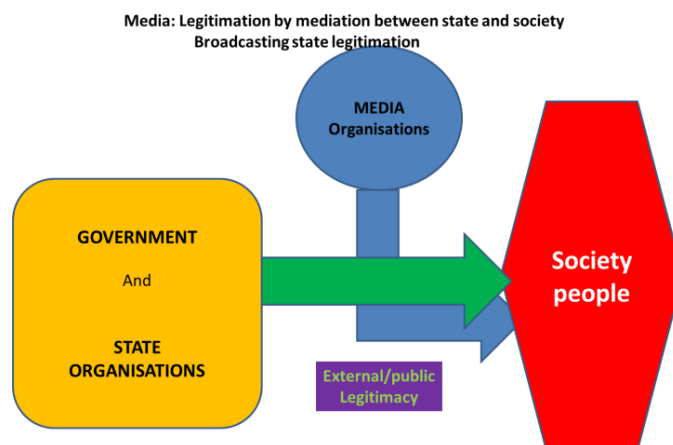 Media: Legitimation by mediation between state and society
Broadcasting state legitimation
MEDIA
Organisations
GOVERNMENT
And
STATE
ORGANISATIONS
Society
people
External/public
Legitimacy